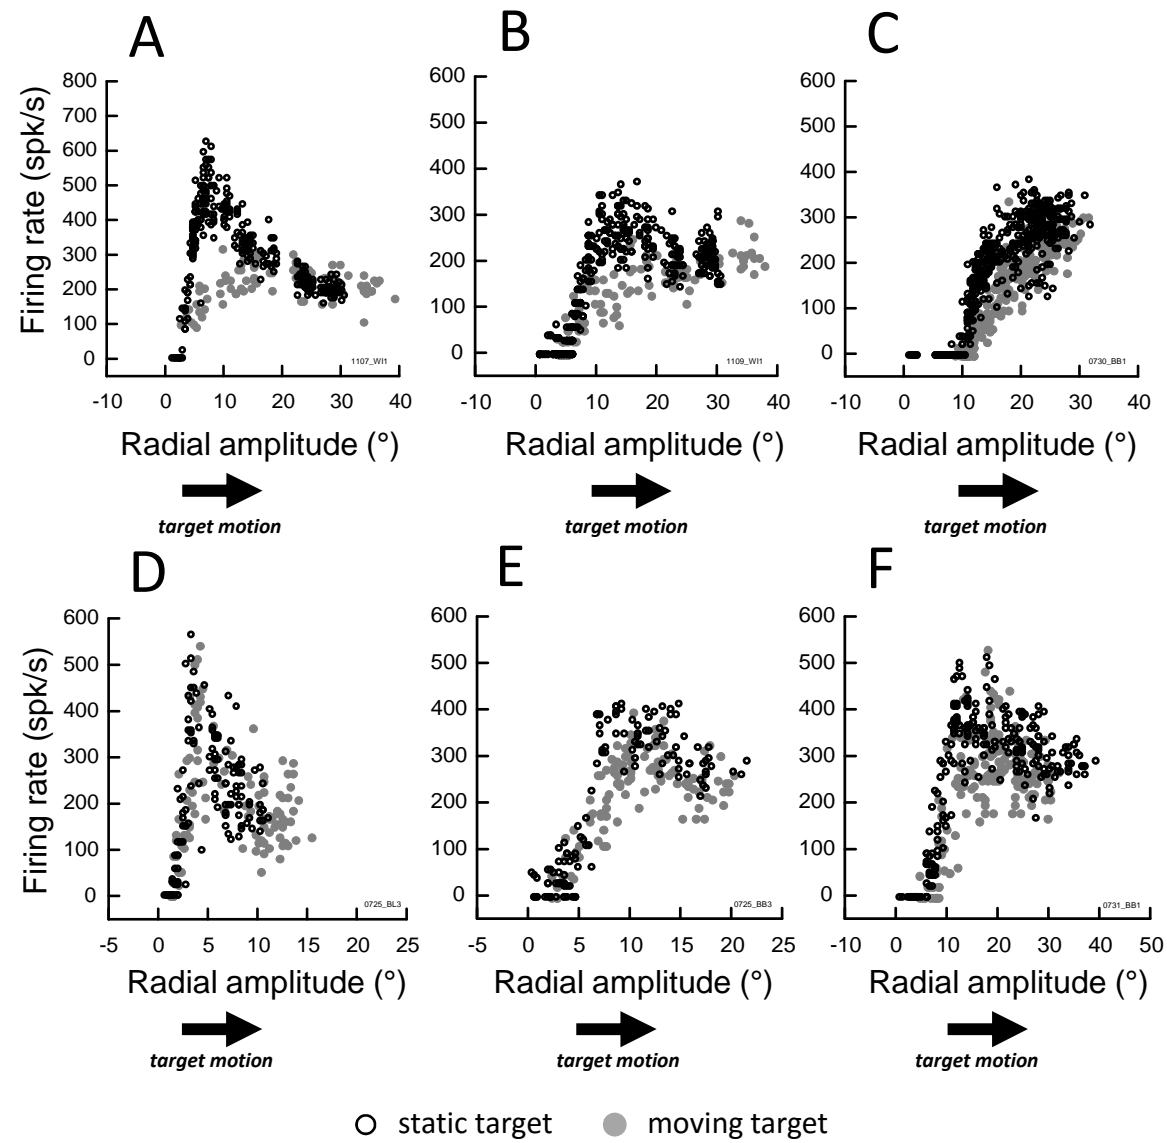 A
B
C
Firing rate (spk/s)
800
700
600
500
400
300
200
100
0
600
500
400
300
200
100
0
600
500
400
300
200
100
0
1107_WI1
1109_WI1
0730_BB1
-10 0 10 20 30 40
-10 0 10 20 30 40
-10 0 10 20 30 40
Radial amplitude (°)
Radial amplitude (°)
Radial amplitude (°)
target motion
target motion
target motion
D
E
F
Firing rate (spk/s)
600
500
400
300
200
100
0
600
500
400
300
200
100
0
600
500
400
300
200
100
0
0725_BL3
0725_BB3
0731_BB1
-5 0 5 10 15 20 25
-5 0 5 10 15 20 25
-10 0 10 20 30 40 50
Radial amplitude (°)
Radial amplitude (°)
Radial amplitude (°)
target motion
target motion
target motion
static target
moving target